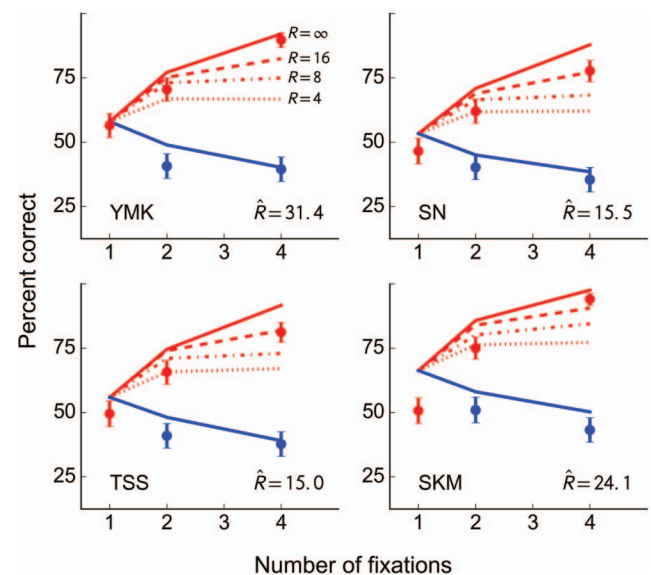 R=∞
R=16
R=8
R=4
75
50
25
YMK
R̂=31.4
1 2 3 4
75
50
25
SN
R̂=15.5
1 2 3 4
Percent correct
75
50
25
TSS
R̂=15.0
1 2 3 4
75
50
25
SKM
R̂=24.1
1 2 3 4
Number of fixations